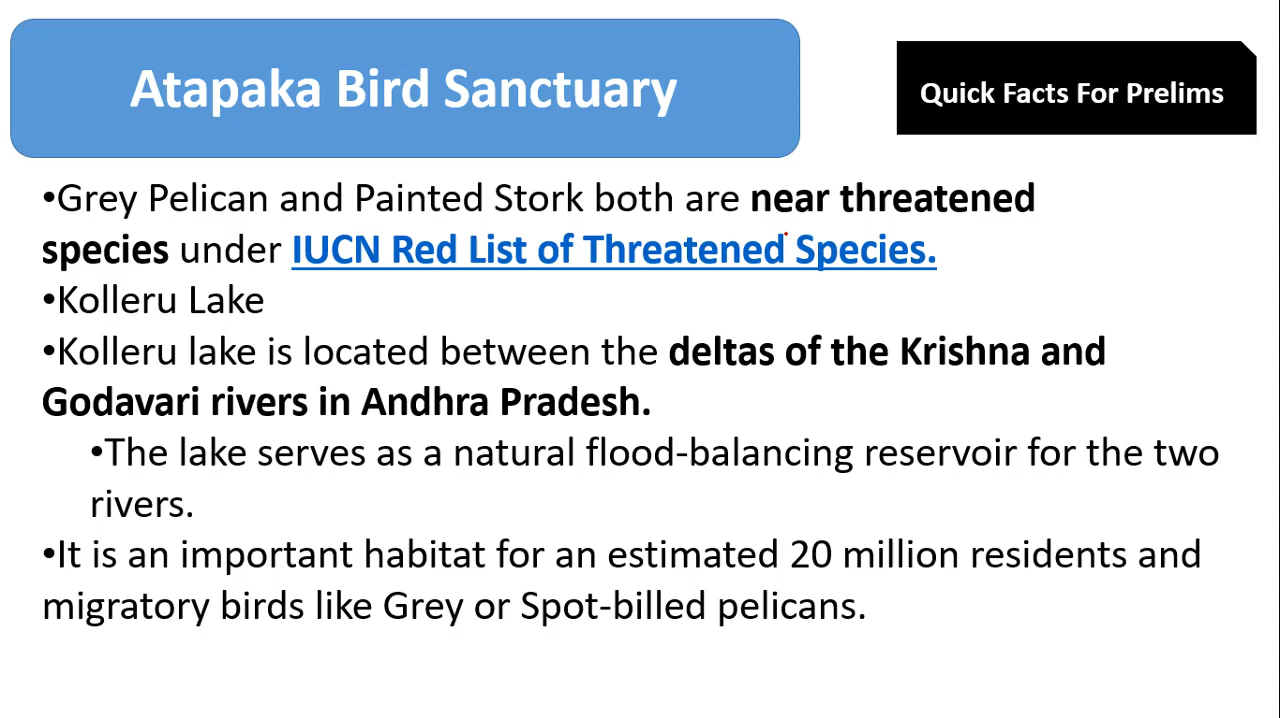 Atapaka Bird Sanctuary
Quick Facts For Prelims
•Grey Pelican and Painted Stork both are near threatened
species under IUCN Red List of Threatened Species.
•Kolleru Lake
•Kolleru lake is located between the deltas of the Krishna and
Godavari rivers in Andhra Pradesh.
•The lake serves as a natural flood-balancing reservoir for the two
rivers.
•It is an important habitat for an estimated 20 million residents and
migratory birds like Grey or Spot-billed pelicans.